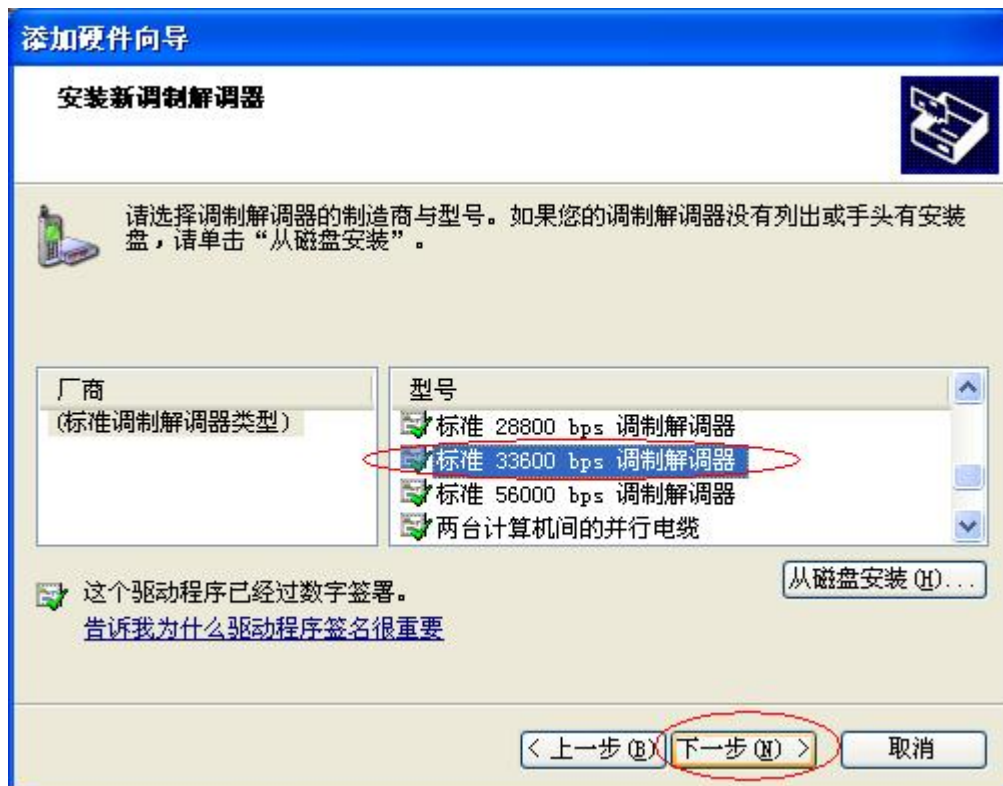 添加硬件向导
安装新调制解调器
请选择调制解调器的制造商与型号。如果您的调制解调器没有列出或手头有安装
盘，请单击“从磁盘安装”。
厂商
(标准调制解调器类型)
型号
标准 28800 bps 调制解调器
标准 33600 bps 调制解调器
标准 56000 bps 调制解调器
两台计算机间的并行电缆
这个驱动程序已经过数字签署。
从磁盘安装(H)...
告诉我为什么驱动程序签名很重要
< 上一步(B)
下一步(N) >
取消